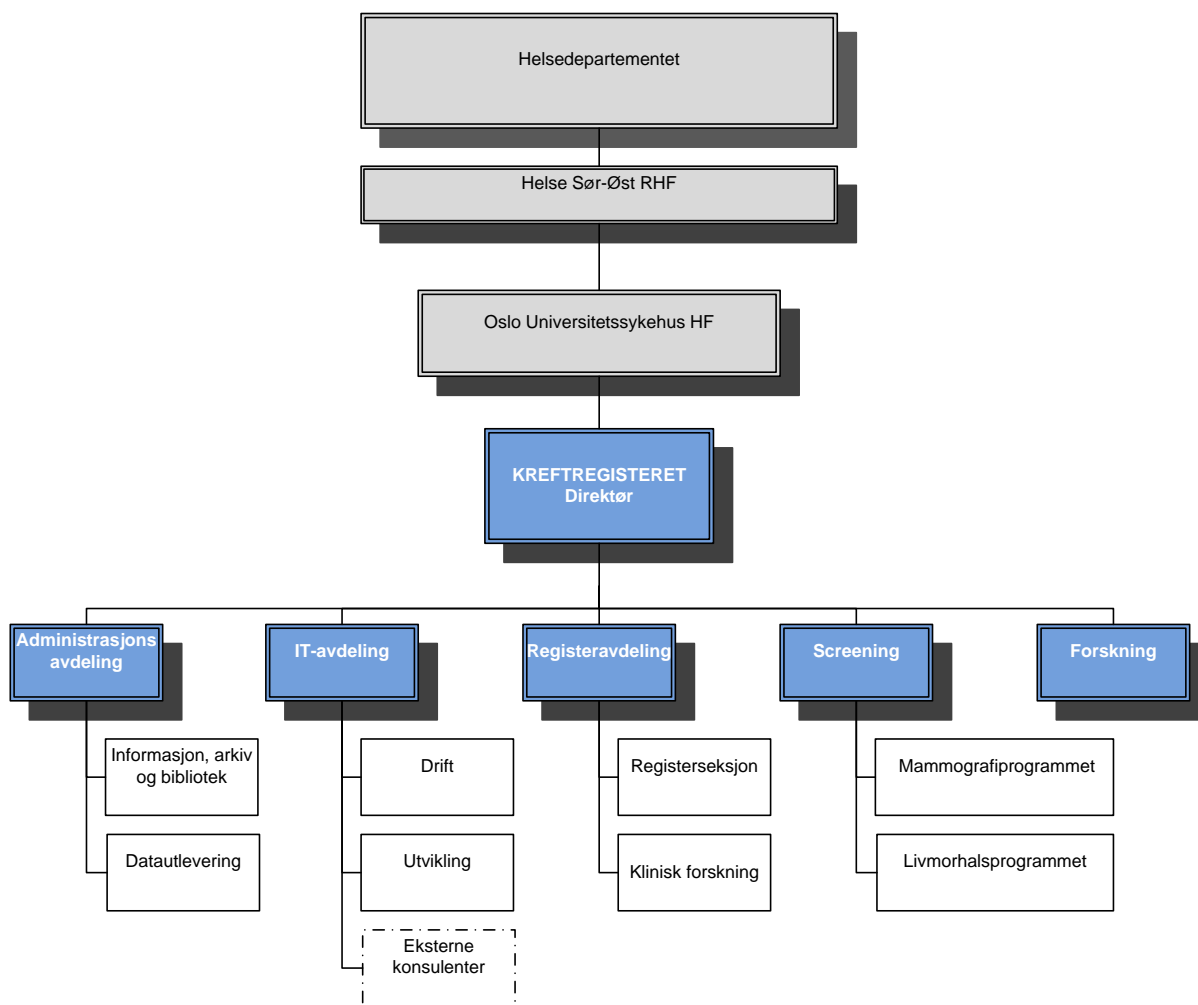 Helsedepartementet
Helse Sør-Øst RHF
Oslo Universitetssykehus HF
KREFTREGISTERET
Direktør
Administrasjons
avdeling
IT-avdeling
Registeravdeling
Screening
Forskning
Informasjon, arkiv
og bibliotek
Drift
Registerseksjon
Mammografiprogrammet
Datautlevering
Utvikling
Klinisk forskning
Livmorhalsprogrammet
Eksterne
konsulenter